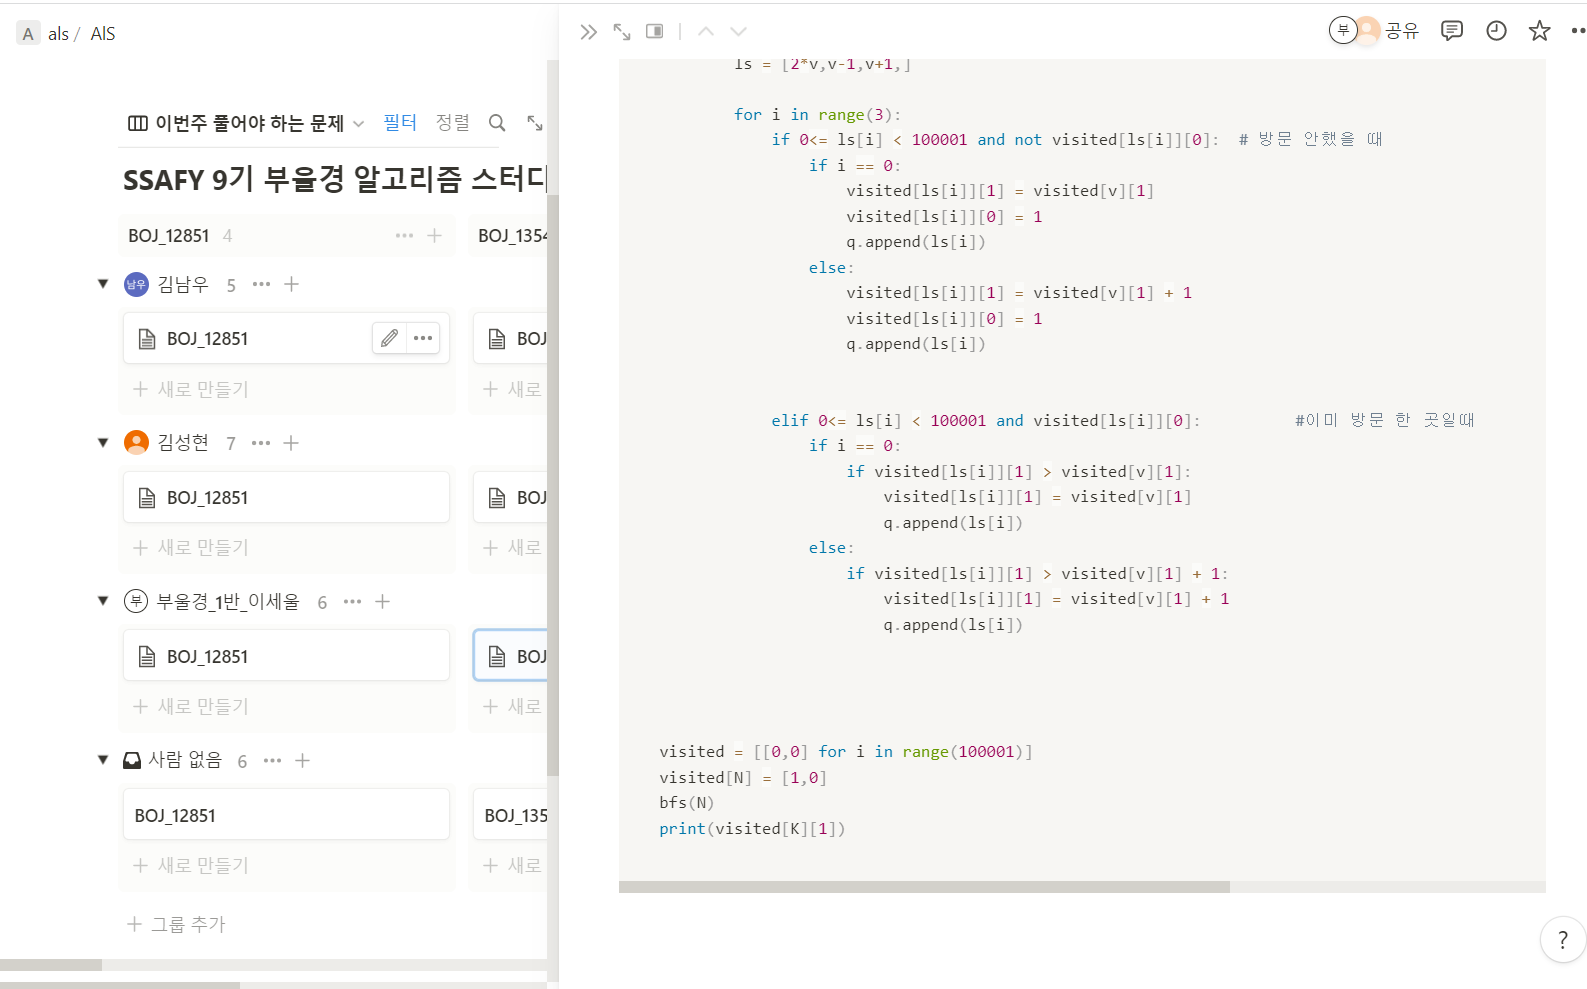 A als / AlS
부 공유
이번주 풀어야 하는 문제 필터 정렬
SSAFY 9기 부울경 알고리즘 스터디
BOJ_12851 4
BOJ_1354
남우 김남우 5
BOJ_12851
BOJ
+ 새로 만들기
+ 새로
김성현 7
BOJ_12851
BOJ
+ 새로 만들기
+ 새로
부 부울경_1반_이세울 6
BOJ_12851
BOJ
+ 새로 만들기
+ 새로
사람 없음 6
BOJ_12851
BOJ_135
+ 새로 만들기
+ 새로
+ 그룹 추가
ls = [2*v,v-1,v+1,]
for i in range(3):
if 0<= ls[i] < 100001 and not visited[ls[i]][0]: # 방문 안했을 때
if i == 0:
visited[ls[i]][1] = visited[v][1]
visited[ls[i]][0] = 1
q.append(ls[i])
else:
visited[ls[i]][1] = visited[v][1] + 1
visited[ls[i]][0] = 1
q.append(ls[i])
elif 0<= ls[i] < 100001 and visited[ls[i]][0]: #이미 방문 한 곳일때
if i == 0:
if visited[ls[i]][1] > visited[v][1]:
visited[ls[i]][1] = visited[v][1]
q.append(ls[i])
else:
if visited[ls[i]][1] > visited[v][1] + 1:
visited[ls[i]][1] = visited[v][1] + 1
q.append(ls[i])
visited = [[0,0] for i in range(100001)]
visited[N] = [1,0]
bfs(N)
print(visited[K][1])
?